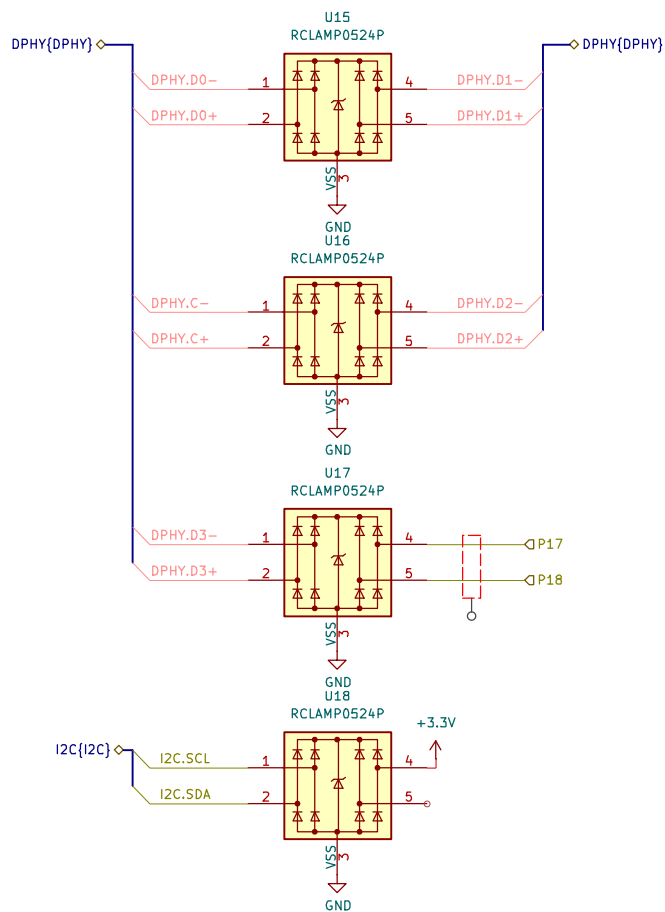 U15
RCLAMP0524P
DPHY{DPHY}
DPHY{DPHY}
DPHY.D0-
1
4
DPHY.D1-
DPHY.D0+
2
5
DPHY.D1+
VSS
3
GND
U16
RCLAMP0524P
DPHY.C-
1
4
DPHY.D2-
DPHY.C+
2
5
DPHY.D2+
VSS
3
GND
U17
RCLAMP0524P
DPHY.D3-
1
4
P17
DPHY.D3+
2
5
P18
VSS
3
GND
U18
RCLAMP0524P
+3.3V
I2C{I2C}
I2C.SCL
1
4
I2C.SDA
2
5
VSS
3
GND